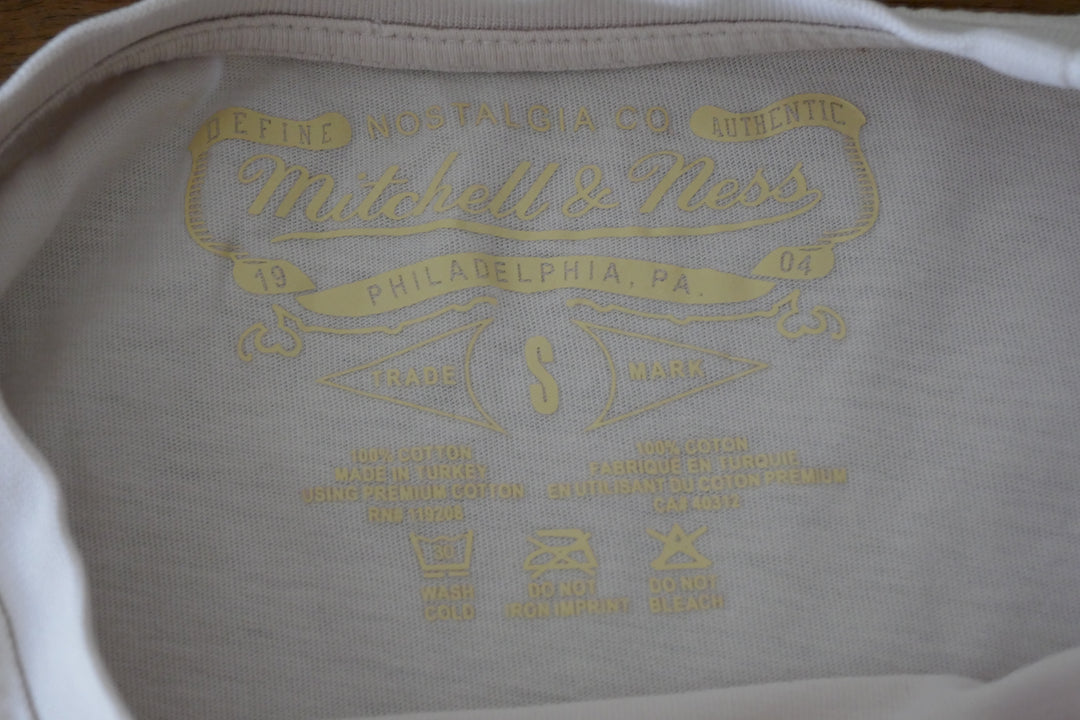 DEFINE NOSTALGIA CO AUTHENTIC
Mitchell & Ness
19 PHILADELPHIA, PA. 04
TRADE S MARK
100% COTTON
MADE IN TURKEY
USING PREMIUM COTTON
RN# 119208
100% COTON
FABRIQUE EN TURQUIE
EN UTILISANT DU COTON PREMIUM
CA# 40312
30
WASH
COLD
DO NOT
IRON IMPRINT
DO NOT
BLEACH